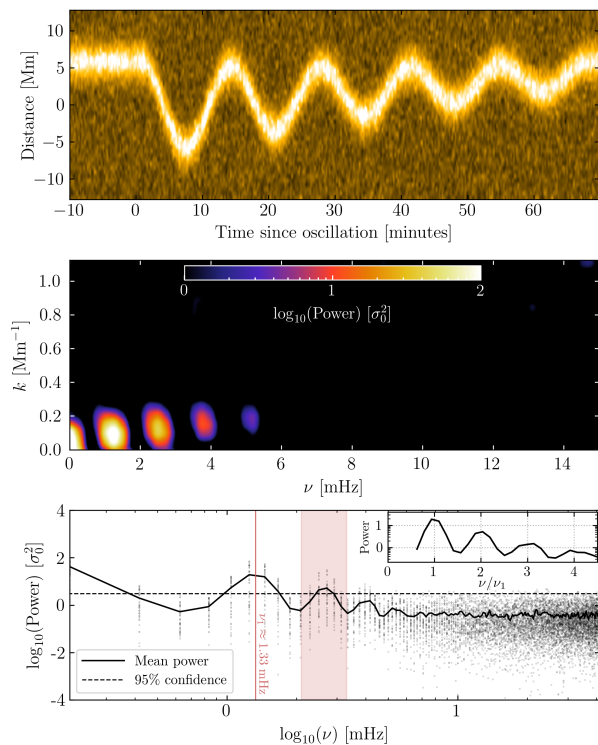 10
5
0
−5
−10
Distance [Mm]
−10 0 10 20 30 40 50 60
Time since oscillation [minutes]
0 1 2
log₁₀(Power) [σ₀²]
1.0
0.8
0.6
0.4
0.2
0.0
k [Mm⁻¹]
0 2 4 6 8 10 12 14
ν [mHz]
4
2
0
-2
-4
log₁₀(Power) [σ₀²]
Power
1
0
1 2 3 4
ν/ν₁
ν₁ ≈ 1.33 mHz
Mean power
95% confidence
0 1
log₁₀(ν) [mHz]